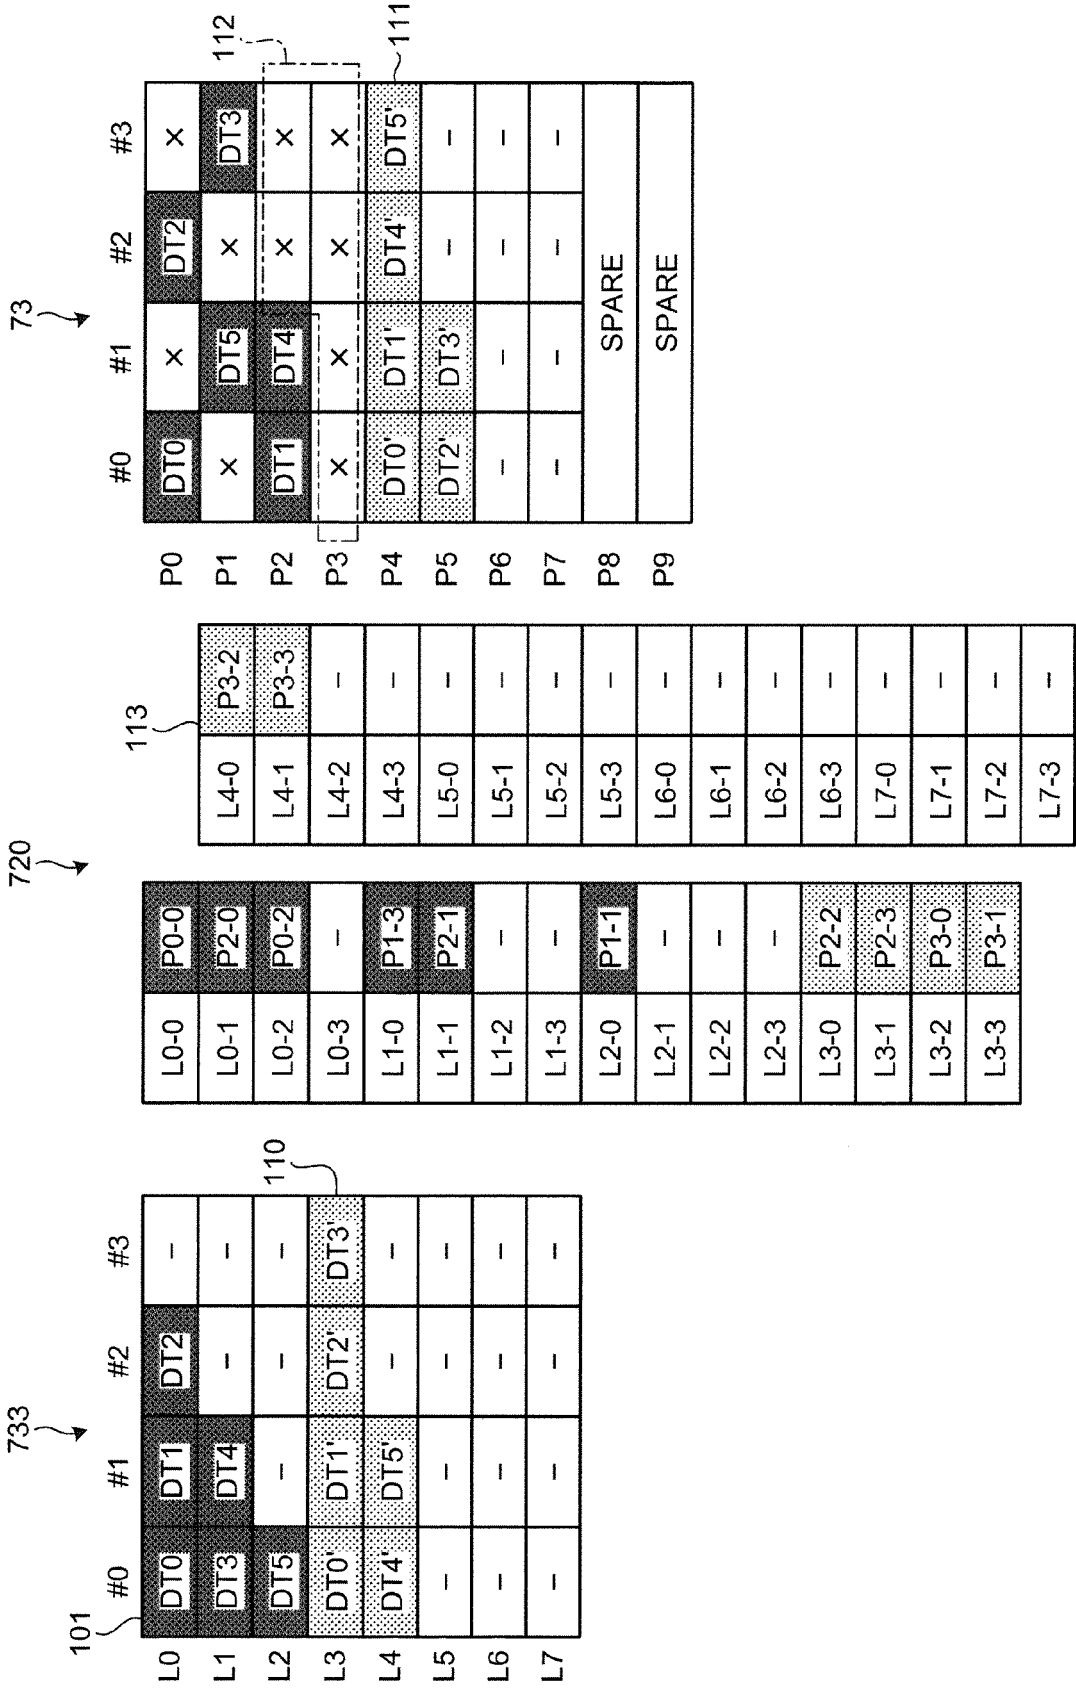 733
#0 #1 #2 #3
101
L0 DT0 DT1 DT2 –
L1 DT3 DT4 – –
L2 DT5 – – –
L3 DT0' DT1' DT2' DT3'
110
L4 DT4' DT5' – –
L5 – – – –
L6 – – – –
L7 – – – –
720
L0-0 P0-0
L0-1 P2-0
L0-2 P0-2
L0-3 –
L1-0 P1-3
L1-1 P2-1
L1-2 –
L1-3 –
L2-0 P1-1
L2-1 –
L2-2 –
L2-3 –
L3-0 P2-2
L3-1 P2-3
L3-2 P3-0
L3-3 P3-1
113
L4-0 P3-2
L4-1 P3-3
L4-2 –
L4-3 –
L5-0 –
L5-1 –
L5-2 –
L5-3 –
L6-0 –
L6-1 –
L6-2 –
L6-3 –
L7-0 –
L7-1 –
L7-2 –
L7-3 –
73
#0 #1 #2 #3
112
P0 DT0 × DT2 ×
P1 × DT5 × DT3
P2 DT1 DT4 × ×
P3 × × × ×
111
P4 DT0' DT1' DT4' DT5'
P5 DT2' DT3' – –
P6 – – – –
P7 – – – –
P8 SPARE
P9 SPARE